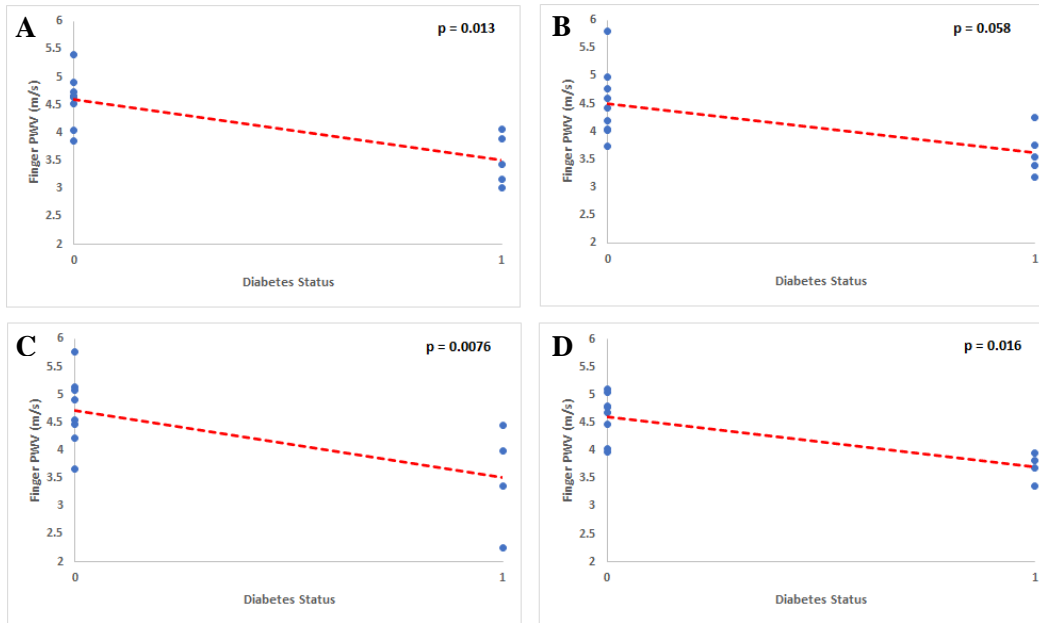 A
p = 0.013
6
5.5
5
4.5
4
3.5
3
2.5
2
Finger PWV (m/s)
0
1
Diabetes Status
B
p = 0.058
6
5.5
5
4.5
4
3.5
3
2.5
2
Finger PWV (m/s)
0
1
Diabetes Status
C
p = 0.0076
6
5.5
5
4.5
4
3.5
3
2.5
2
Finger PWV (m/s)
0
1
Diabetes Status
D
p = 0.016
6
5.5
5
4.5
4
3.5
3
2.5
2
Finger PWV (m/s)
0
1
Diabetes Status